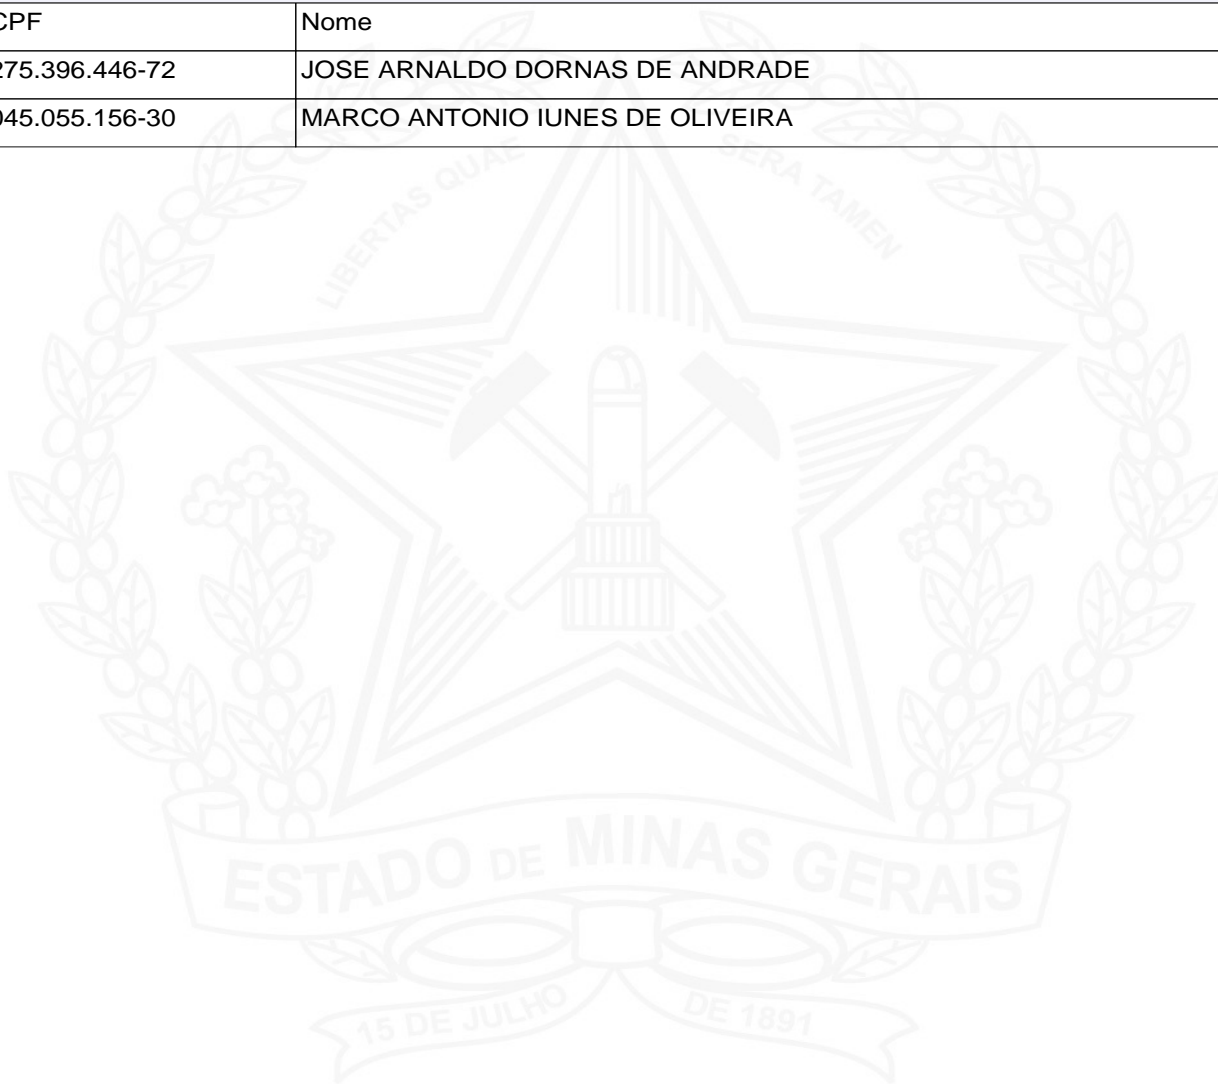 CPF Nome
275.396.446-72 JOSE ARNALDO DORNAS DE ANDRADE
045.055.156-30 MARCO ANTONIO IUNES DE OLIVEIRA
LIBERTAS QUAE SERA TAMEN
ESTADO DE MINAS GERAIS
15 DE JULHO DE 1891